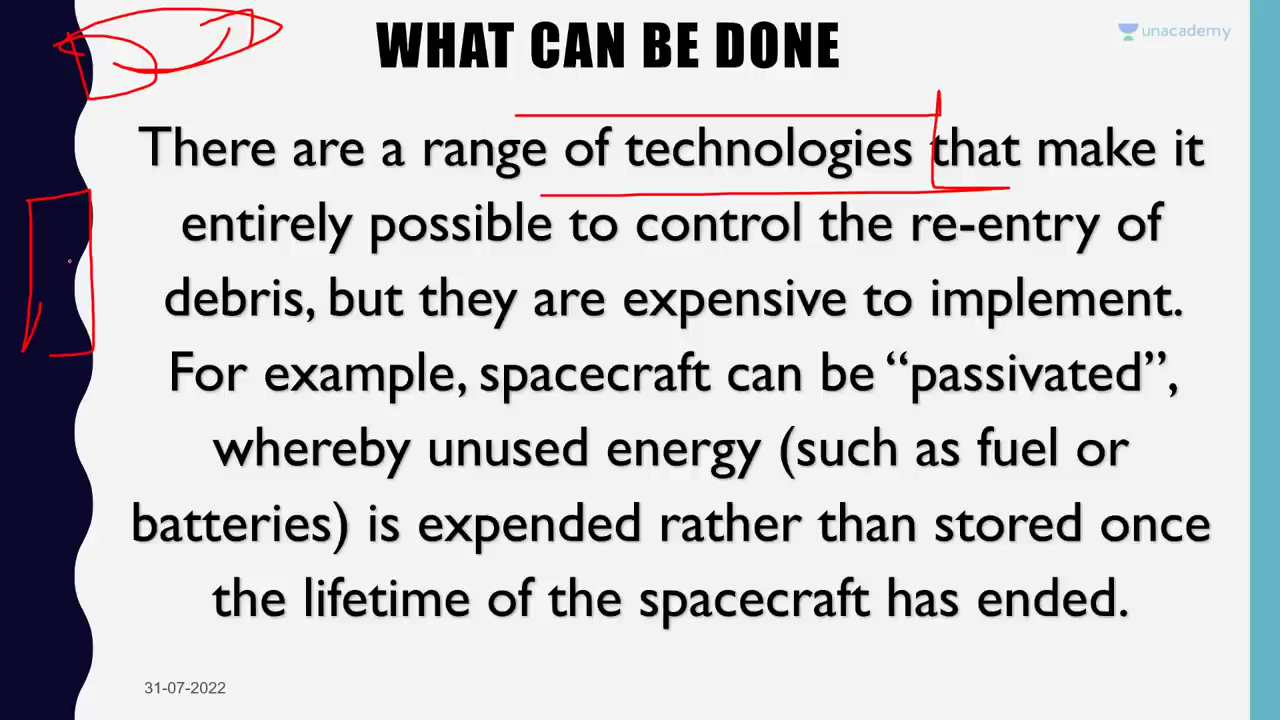 WHAT CAN BE DONE
unacademy
There are a range of technologies that make it
entirely possible to control the re-entry of
debris, but they are expensive to implement.
For example, spacecraft can be “passivated”,
whereby unused energy (such as fuel or
batteries) is expended rather than stored once
the lifetime of the spacecraft has ended.
31-07-2022